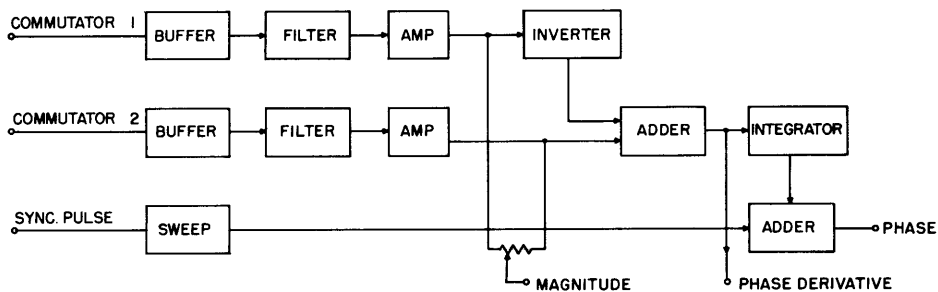 COMMUTATOR 1
BUFFER
FILTER
AMP
INVERTER
COMMUTATOR 2
BUFFER
FILTER
AMP
ADDER
INTEGRATOR
SYNC. PULSE
SWEEP
ADDER
PHASE
MAGNITUDE
PHASE DERIVATIVE